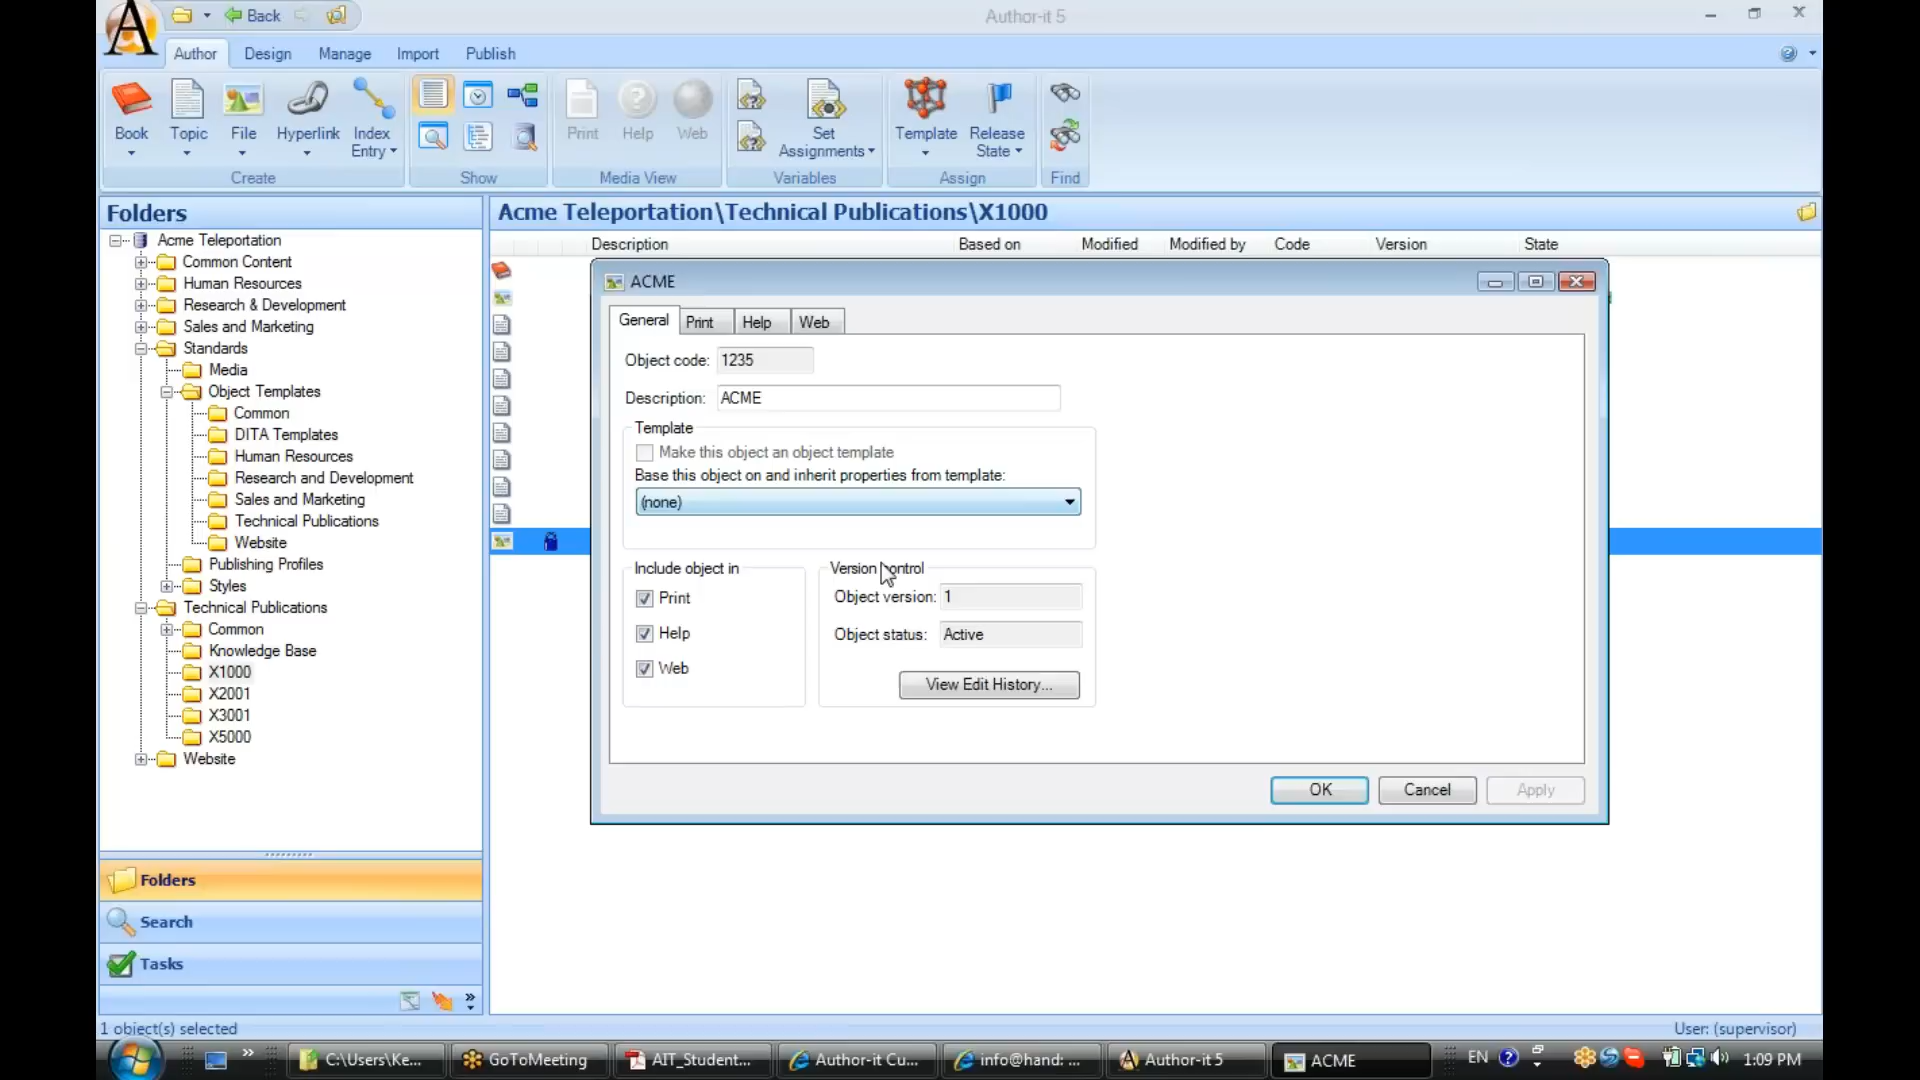 Back
Author-it 5
Author Design Manage Import Publish
Book Topic File Hyperlink Index Entry
Print Help Web
Set Assignments
Template Release State
Create Show Media View Variables Assign Find
Folders
Acme Teleportation
Common Content
Human Resources
Research & Development
Sales and Marketing
Standards
Media
Object Templates
Common
DITA Templates
Human Resources
Research and Development
Sales and Marketing
Technical Publications
Website
Publishing Profiles
Styles
Technical Publications
Common
Knowledge Base
X1000
X2001
X3001
X5000
Website
Folders
Search
Tasks
Acme Teleportation\Technical Publications\X1000
Description Based on Modified Modified by Code Version State
ACME
General Print Help Web
Object code: 1235
Description: ACME
Template
Make this object an object template
Base this object on and inherit properties from template:
(none)
Include object in
Print
Help
Web
Version control
Object version: 1
Object status: Active
View Edit History...
OK Cancel Apply
1 object(s) selected
User: (supervisor)
C:\Users\Ke... GoToMeeting AIT_Student... Author-it Cu... info@hand: ... Author-it 5 ACME EN 1:09 PM